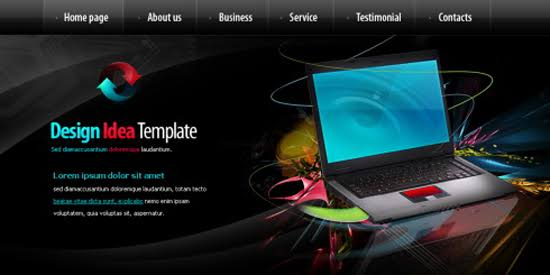 Home page
About us
Business
Service
Testimonial
Contacts
Design Idea Template
Sed diamaccusantium doloremque laudantium.
Lorem ipsum dolor sit amet
sed diamaccusantium doloremque laudantium, totam tecto
beatae vitae dicta sunt, explicabo nemo enim ipsam
voluptatem, quia voluptas sit, aspernatur.